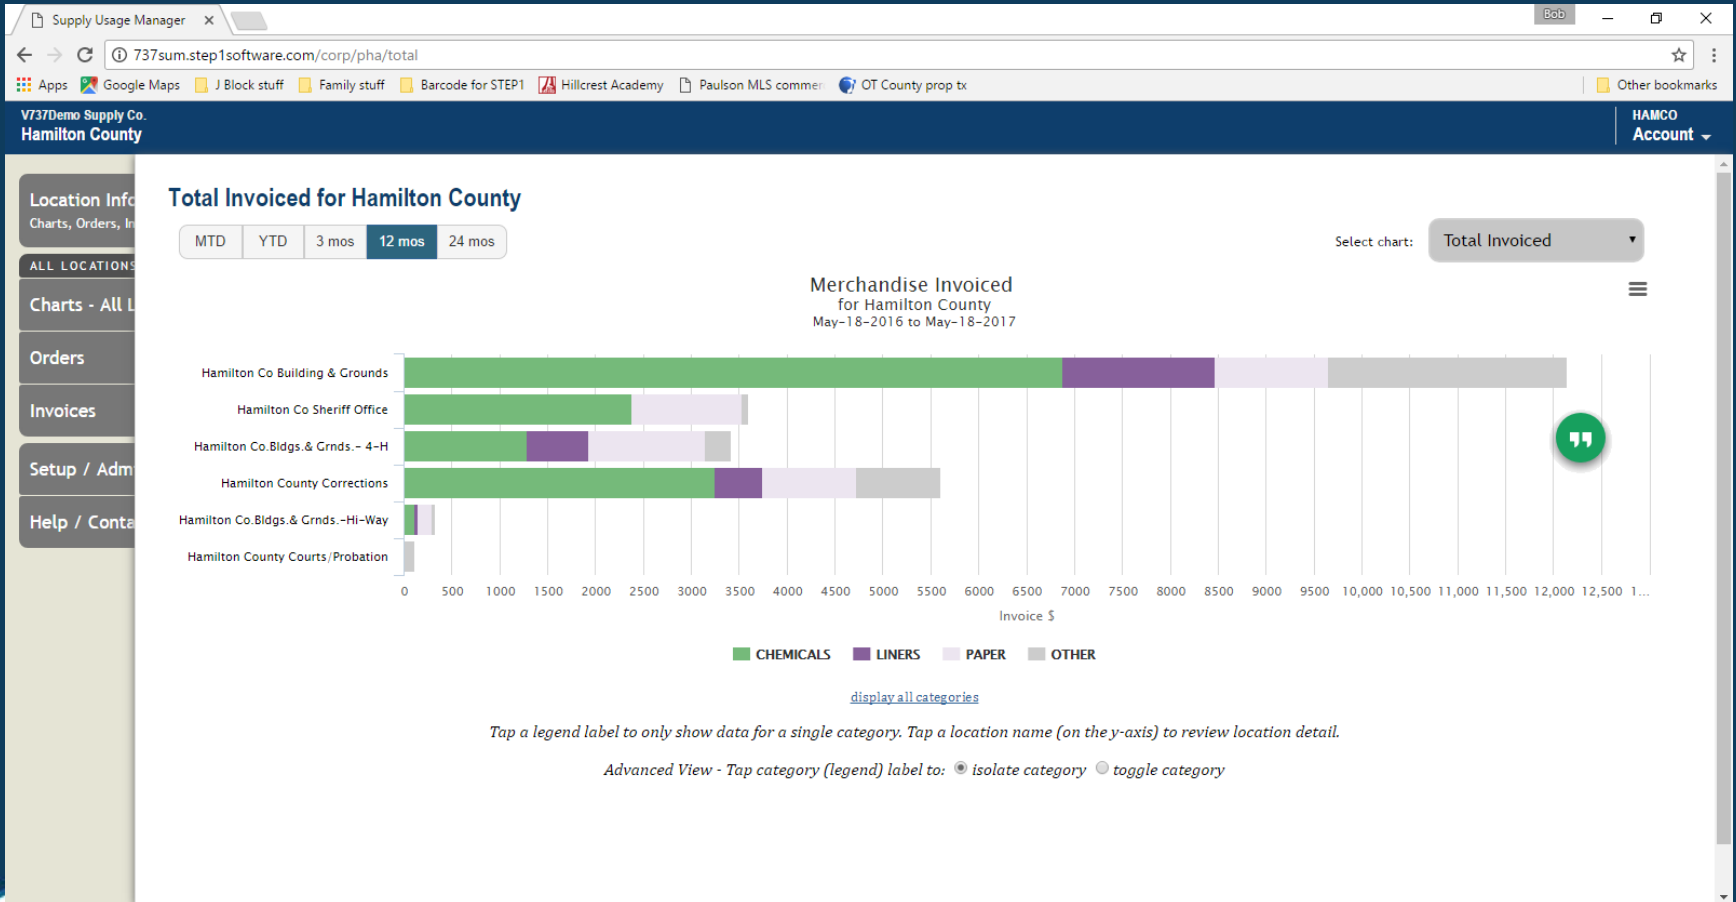 Supply Usage Manager
Bob
737sum.step1software.com/corp/pha/total
Apps Google Maps J Block stuff Family stuff Barcode for STEP1 Hillcrest Academy Paulson MLS commen OT County prop tx Other bookmarks
V737Demo Supply Co.
Hamilton County
HAMCO
Account
Location Info
Charts, Orders, In
ALL LOCATIONS
Charts - All L
Orders
Invoices
Setup / Adm
Help / Conta
Total Invoiced for Hamilton County
MTD YTD 3 mos 12 mos 24 mos
Select chart: Total Invoiced
Merchandise Invoiced
for Hamilton County
May-18-2016 to May-18-2017
Hamilton Co Building & Grounds
Hamilton Co Sheriff Office
Hamilton Co.Bldgs.& Grnds.- 4-H
Hamilton County Corrections
Hamilton Co.Bldgs.& Grnds.-Hi-Way
Hamilton County Courts/Probation
0 500 1000 1500 2000 2500 3000 3500 4000 4500 5000 5500 6000 6500 7000 7500 8000 8500 9000 9500 10,000 10,500 11,000 11,500 12,000 12,500 1...
Invoice $
CHEMICALS LINERS PAPER OTHER
display all categories
Tap a legend label to only show data for a single category. Tap a location name (on the y-axis) to review location detail.
Advanced View - Tap category (legend) label to: isolate category toggle category